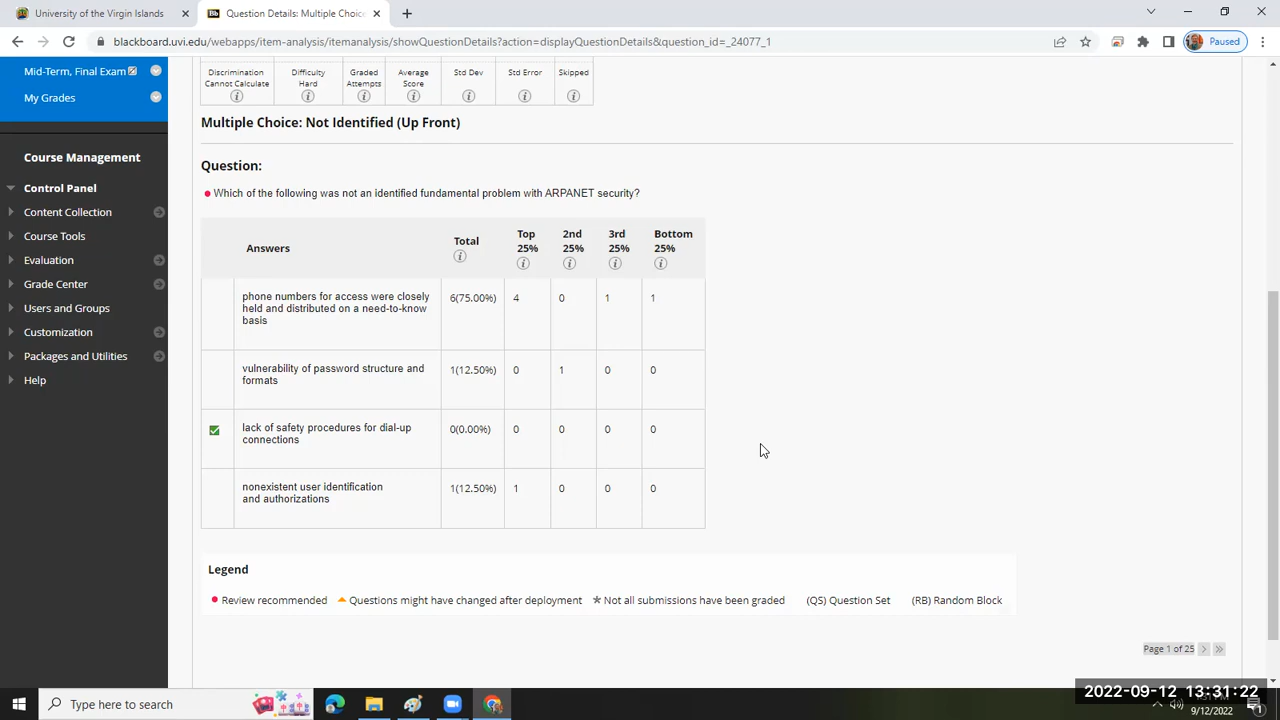 University of the Virgin Islands
Question Details: Multiple Choic
blackboard.uvi.edu/webapps/item-analysis/itemanalysis/showQuestionDetails?action=displayQuestionDetails&question_id=_24077_1
Paused
Mid-Term, Final Exam
My Grades
Course Management
Control Panel
Content Collection
Course Tools
Evaluation
Grade Center
Users and Groups
Customization
Packages and Utilities
Help
Discrimination Difficulty Graded Average Std Dev Std Error Skipped
Cannot Calculate Hard Attempts Score
Multiple Choice: Not Identified (Up Front)
Question:
Which of the following was not an identified fundamental problem with ARPANET security?
Answers Total Top 25% 2nd 25% 3rd 25% Bottom 25%
phone numbers for access were closely 6(75.00%) 4 0 1 1
held and distributed on a need-to-know
basis
vulnerability of password structure and 1(12.50%) 0 1 0 0
formats
lack of safety procedures for dial-up 0(0.00%) 0 0 0 0
connections
nonexistent user identification 1(12.50%) 1 0 0 0
and authorizations
Legend
Review recommended Questions might have changed after deployment Not all submissions have been graded (QS) Question Set (RB) Random Block
Page 1 of 25
2022-09-12 13:31:22
Type here to search
9/12/2022